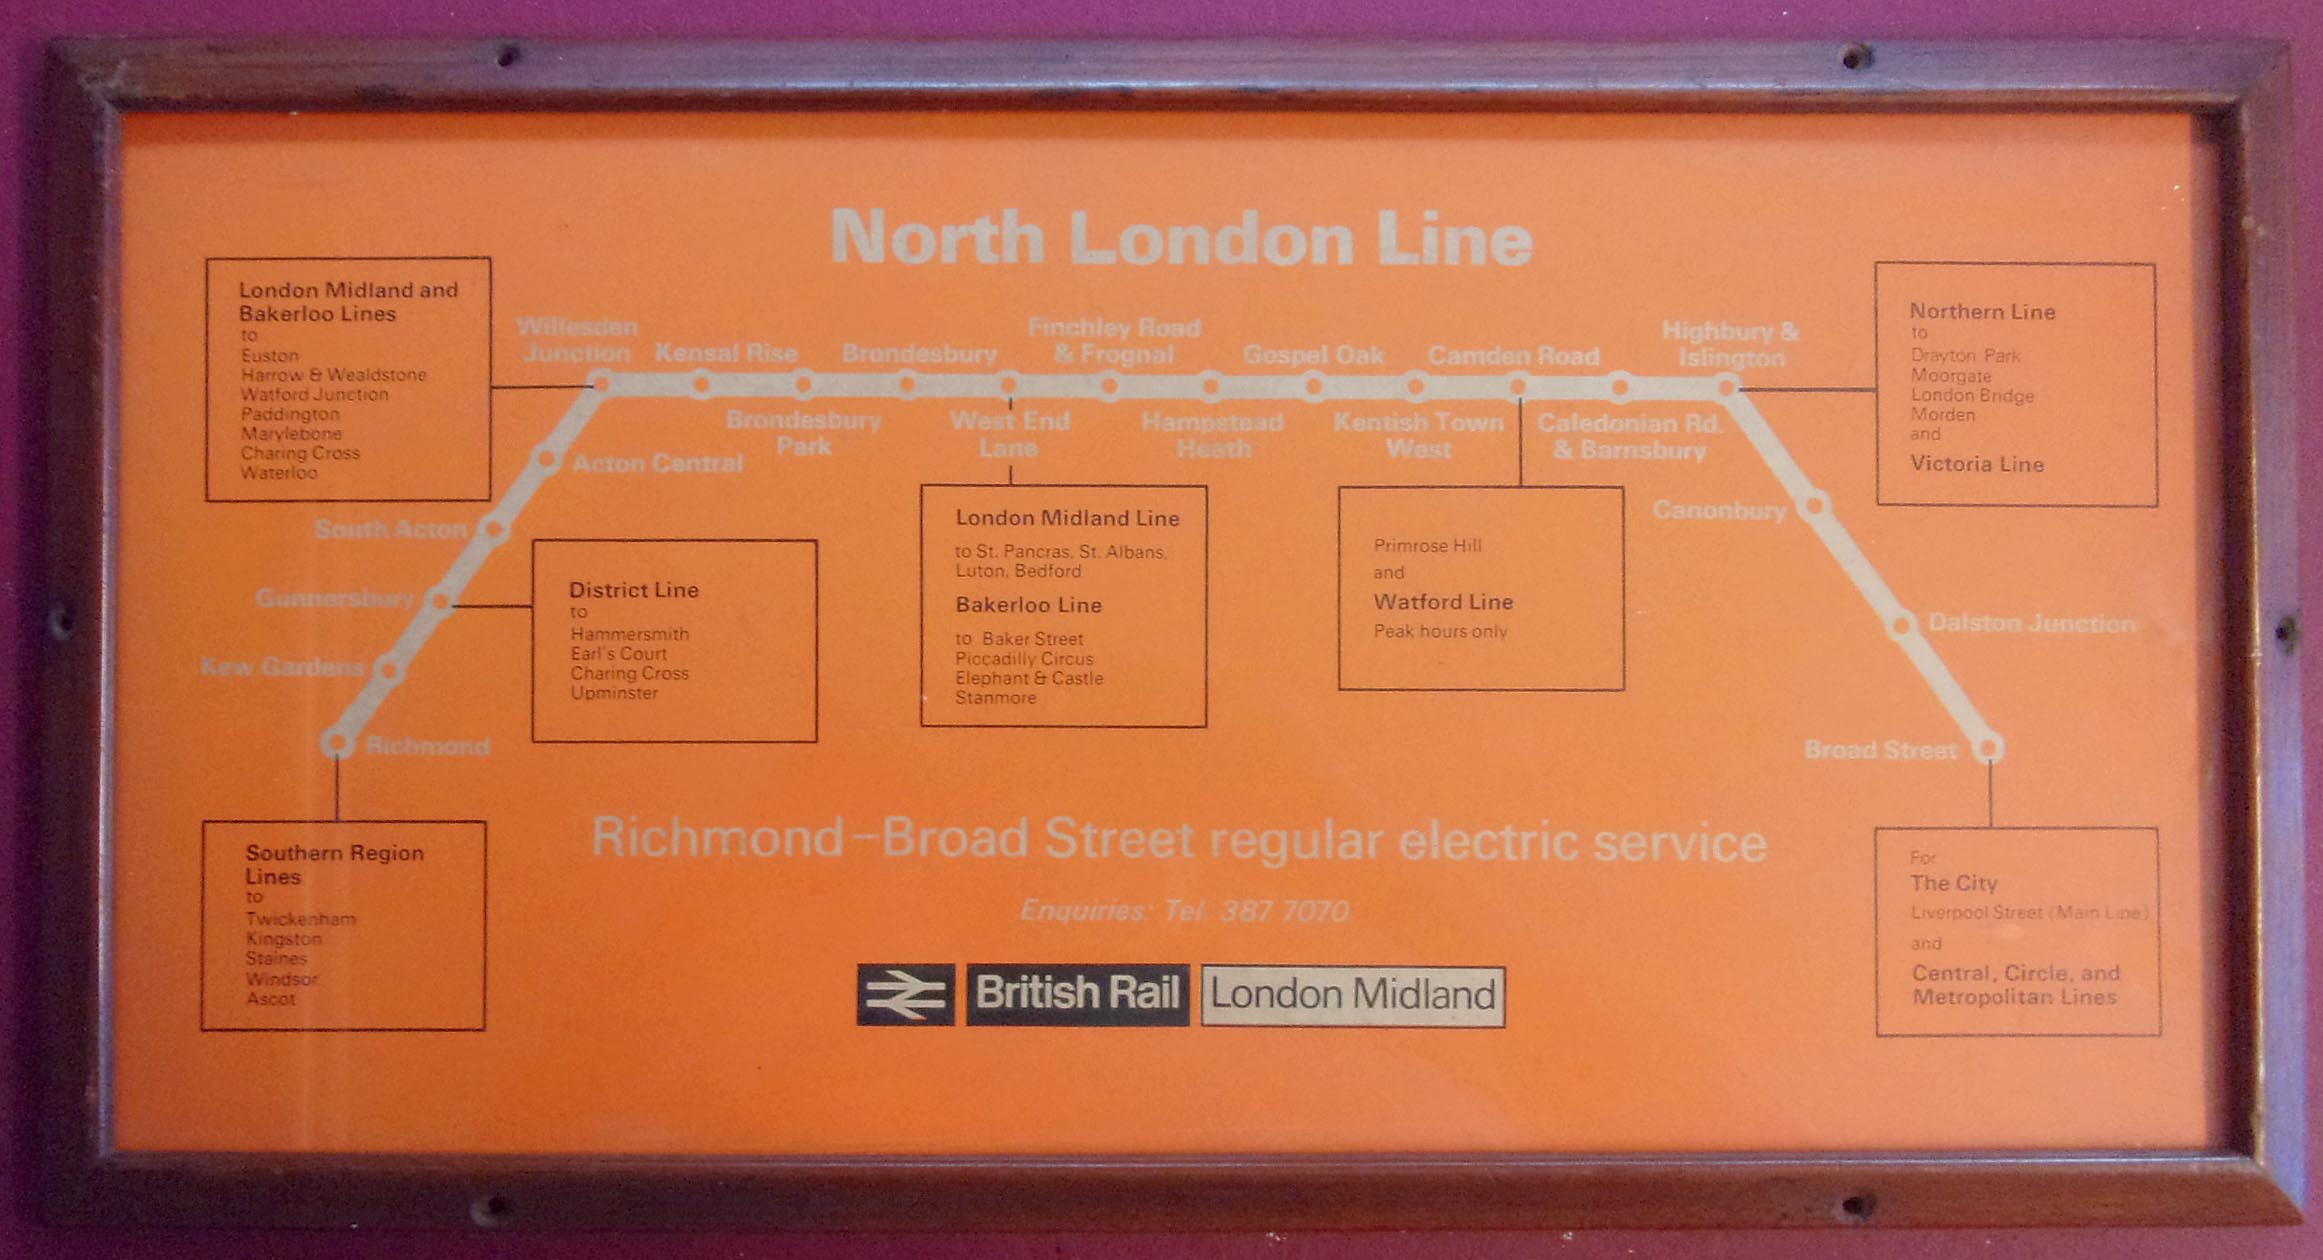 North London Line
London Midland and
Bakerloo Lines
to
Euston
Harrow & Wealdstone
Watford Junction
Paddington
Marylebone
Charing Cross
Waterloo
Willesden
Junction
Kensal Rise
Brondesbury
Park
Brondesbury
West End
Lane
Finchley Road
& Frognal
Hampstead
Heath
Gospel Oak
Kentish Town
West
Camden Road
Caledonian Rd.
& Barnsbury
Highbury &
Islington
Northern Line
to
Drayton Park
Moorgate
London Bridge
Morden
and
Victoria Line
Acton Central
South Acton
Gunnersbury
Kew Gardens
Richmond
Canonbury
Dalston Junction
Broad Street
District Line
to
Hammersmith
Earl's Court
Charing Cross
Upminster
London Midland Line
to St. Pancras, St. Albans,
Luton, Bedford
Bakerloo Line
to Baker Street
Piccadilly Circus
Elephant & Castle
Stanmore
Primrose Hill
and
Watford Line
Peak hours only
Southern Region
Lines
to
Twickenham
Kingston
Staines
Windsor
Ascot
Richmond–Broad Street regular electric service
Enquiries: Tel. 387 7070
British Rail London Midland
For
The City
Liverpool Street (Main Line)
and
Central, Circle, and
Metropolitan Lines